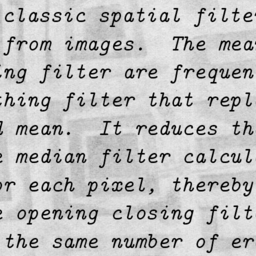 classic spatial filte
from images. The mea
ng filter are frequen
thing filter that repl
d mean. It reduces th
median filter calcul
or each pixel, thereby
e opening closing filt
the same number of er